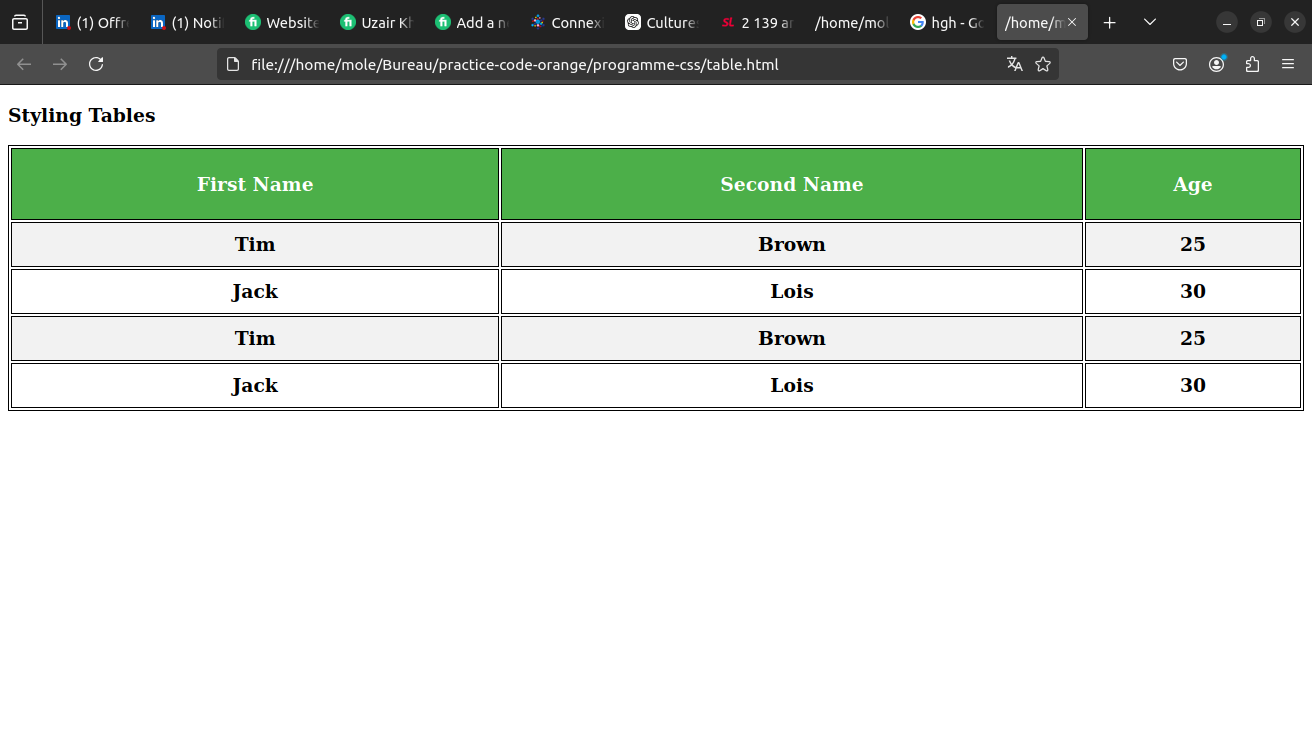 (1) Offr
(1) Noti
Website
Uzair Kh
Add a n
Connexi
Culture
SL 2 139 a
/home/mol
hgh - Go
/home/m
file:///home/mole/Bureau/practice-code-orange/programme-css/table.html
Styling Tables
First Name Second Name Age
Tim Brown 25
Jack Lois 30
Tim Brown 25
Jack Lois 30